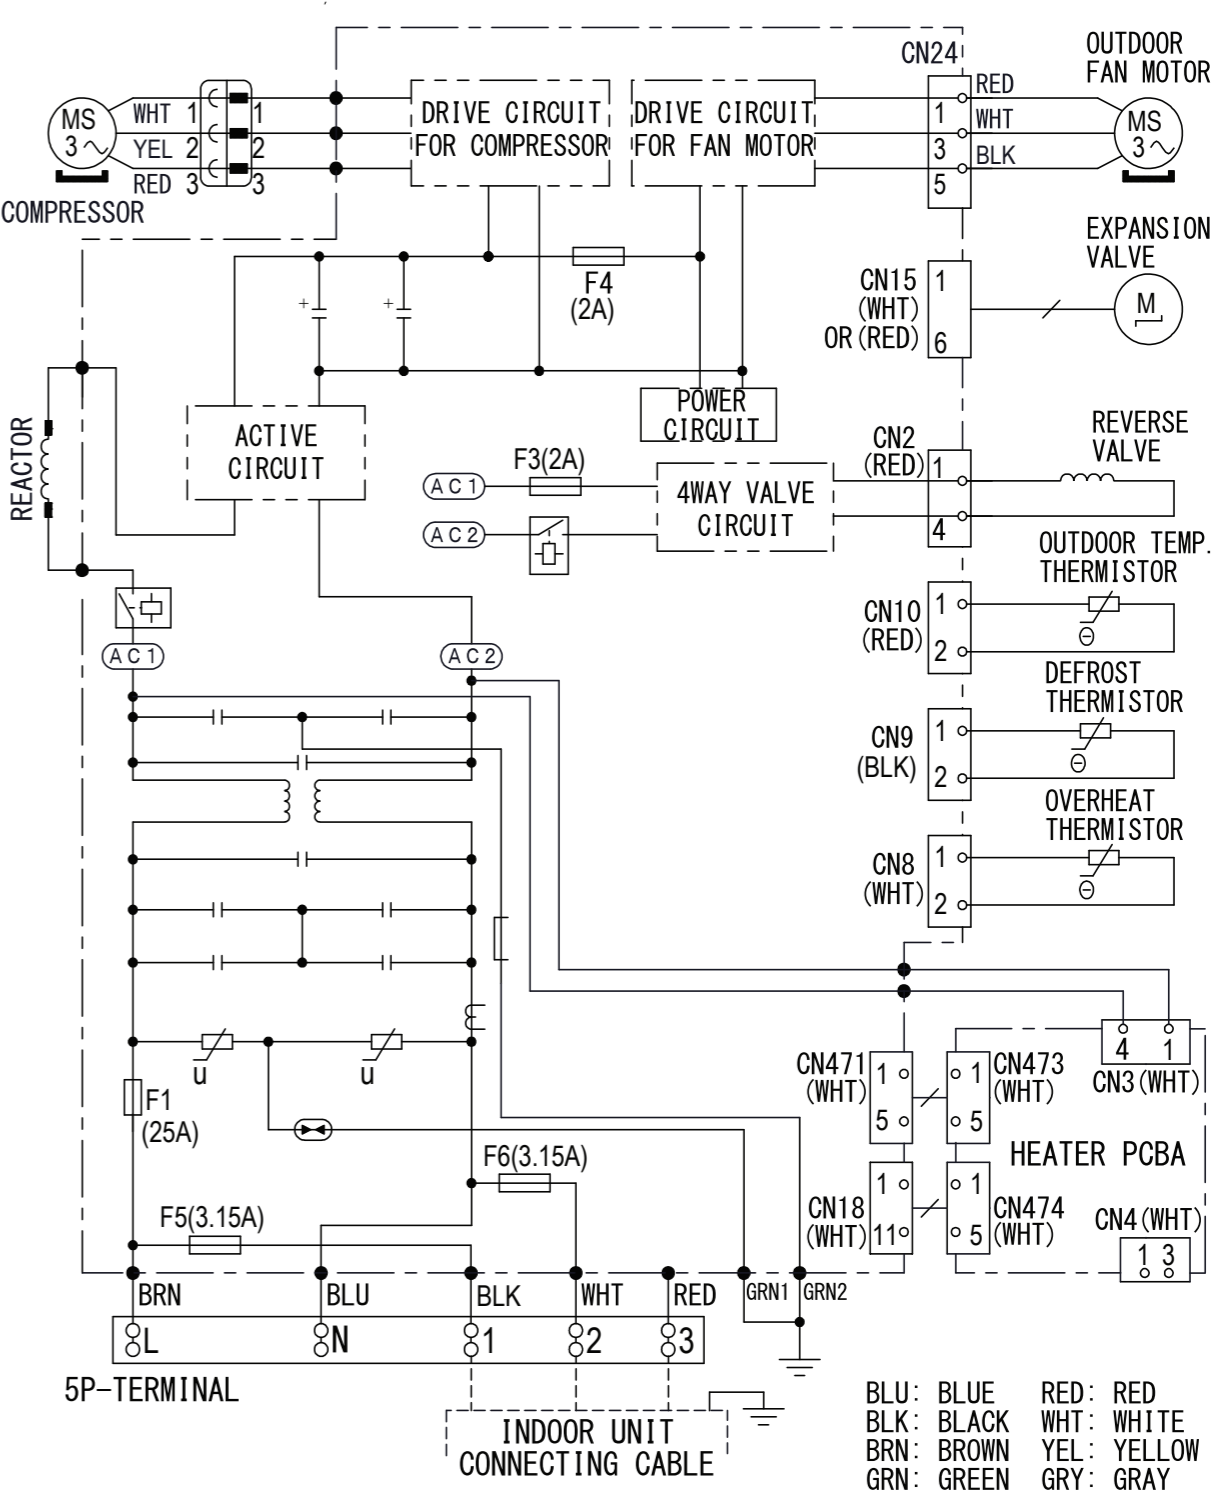 CN24
OUTDOOR
FAN MOTOR
MS
3
WHT 1 1
YEL 2 2
RED 3 3
COMPRESSOR
DRIVE CIRCUIT
FOR COMPRESSOR
DRIVE CIRCUIT
FOR FAN MOTOR
1
3
5
RED
WHT
BLK
MS
3
F4
(2A)
+
+
CN15
(WHT)
OR(RED)
1
6
EXPANSION
VALVE
M
REACTOR
ACTIVE
CIRCUIT
POWER
CIRCUIT
F3(2A)
AC1
AC2
4WAY VALVE
CIRCUIT
CN2
(RED)
1
4
REVERSE
VALVE
OUTDOOR TEMP.
THERMISTOR
CN10
(RED)
1
2
DEFROST
THERMISTOR
CN9
(BLK)
1
2
OVERHEAT
THERMISTOR
CN8
(WHT)
1
2
AC1
AC2
u
u
F1
(25A)
F6(3.15A)
F5(3.15A)
CN471
(WHT)
1
5
1
5
CN473
(WHT)
4 1
CN3(WHT)
HEATER PCBA
CN18
(WHT)
1
11
1
5
CN474
(WHT)
CN4(WHT)
1 3
BRN
BLU
BLK
WHT
RED
GRN1
GRN2
L
N
1
2
3
5P-TERMINAL
INDOOR UNIT
CONNECTING CABLE
BLU: BLUE RED: RED
BLK: BLACK WHT: WHITE
BRN: BROWN YEL: YELLOW
GRN: GREEN GRY: GRAY